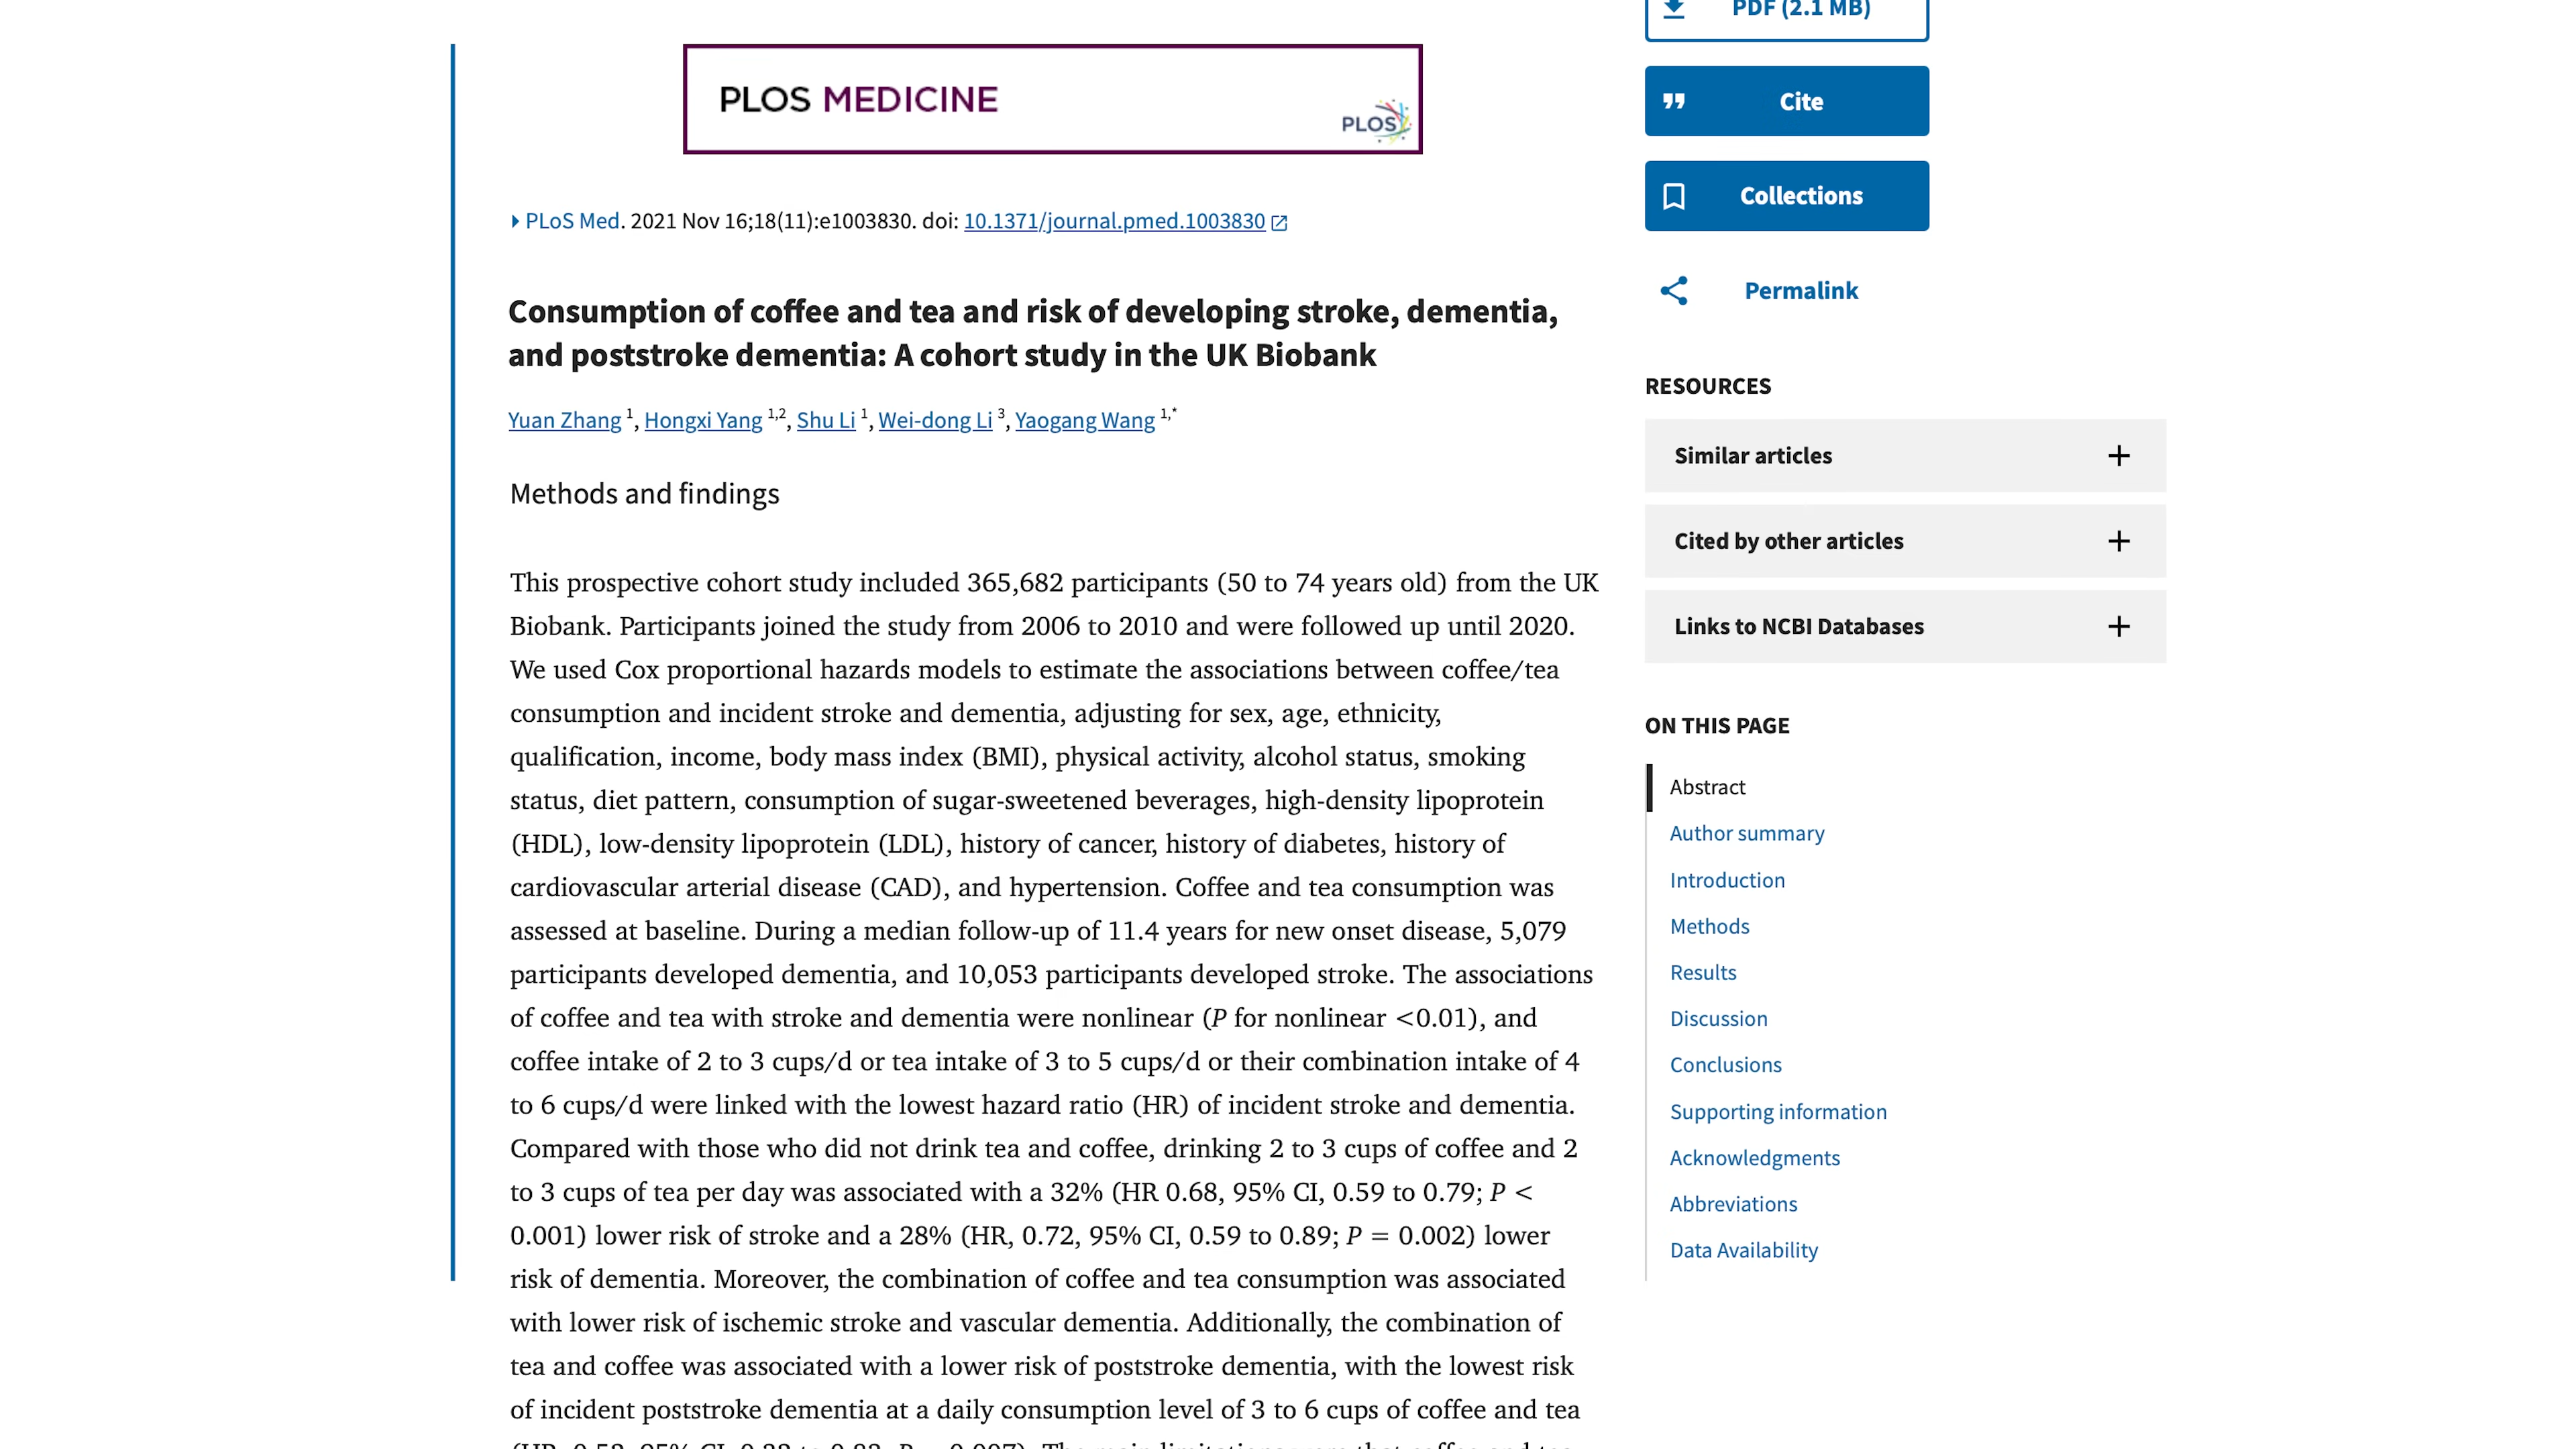 PDF (2.1 MB)
PLOS MEDICINE
PLOS
Cite
Collections
Permalink
PLoS Med. 2021 Nov 16;18(11):e1003830. doi: 10.1371/journal.pmed.1003830
Consumption of coffee and tea and risk of developing stroke, dementia,
and poststroke dementia: A cohort study in the UK Biobank
Yuan Zhang 1, Hongxi Yang 1,2, Shu Li 1, Wei-dong Li 3, Yaogang Wang 1,*
Methods and findings
This prospective cohort study included 365,682 participants (50 to 74 years old) from the UK
Biobank. Participants joined the study from 2006 to 2010 and were followed up until 2020.
We used Cox proportional hazards models to estimate the associations between coffee/tea
consumption and incident stroke and dementia, adjusting for sex, age, ethnicity,
qualification, income, body mass index (BMI), physical activity, alcohol status, smoking
status, diet pattern, consumption of sugar-sweetened beverages, high-density lipoprotein
(HDL), low-density lipoprotein (LDL), history of cancer, history of diabetes, history of
cardiovascular arterial disease (CAD), and hypertension. Coffee and tea consumption was
assessed at baseline. During a median follow-up of 11.4 years for new onset disease, 5,079
participants developed dementia, and 10,053 participants developed stroke. The associations
of coffee and tea with stroke and dementia were nonlinear (P for nonlinear <0.01), and
coffee intake of 2 to 3 cups/d or tea intake of 3 to 5 cups/d or their combination intake of 4
to 6 cups/d were linked with the lowest hazard ratio (HR) of incident stroke and dementia.
Compared with those who did not drink tea and coffee, drinking 2 to 3 cups of coffee and 2
to 3 cups of tea per day was associated with a 32% (HR 0.68, 95% CI, 0.59 to 0.79; P <
0.001) lower risk of stroke and a 28% (HR, 0.72, 95% CI, 0.59 to 0.89; P = 0.002) lower
risk of dementia. Moreover, the combination of coffee and tea consumption was associated
with lower risk of ischemic stroke and vascular dementia. Additionally, the combination of
tea and coffee was associated with a lower risk of poststroke dementia, with the lowest risk
of incident poststroke dementia at a daily consumption level of 3 to 6 cups of coffee and tea
RESOURCES
Similar articles
Cited by other articles
Links to NCBI Databases
ON THIS PAGE
Abstract
Author summary
Introduction
Methods
Results
Discussion
Conclusions
Supporting information
Acknowledgments
Abbreviations
Data Availability